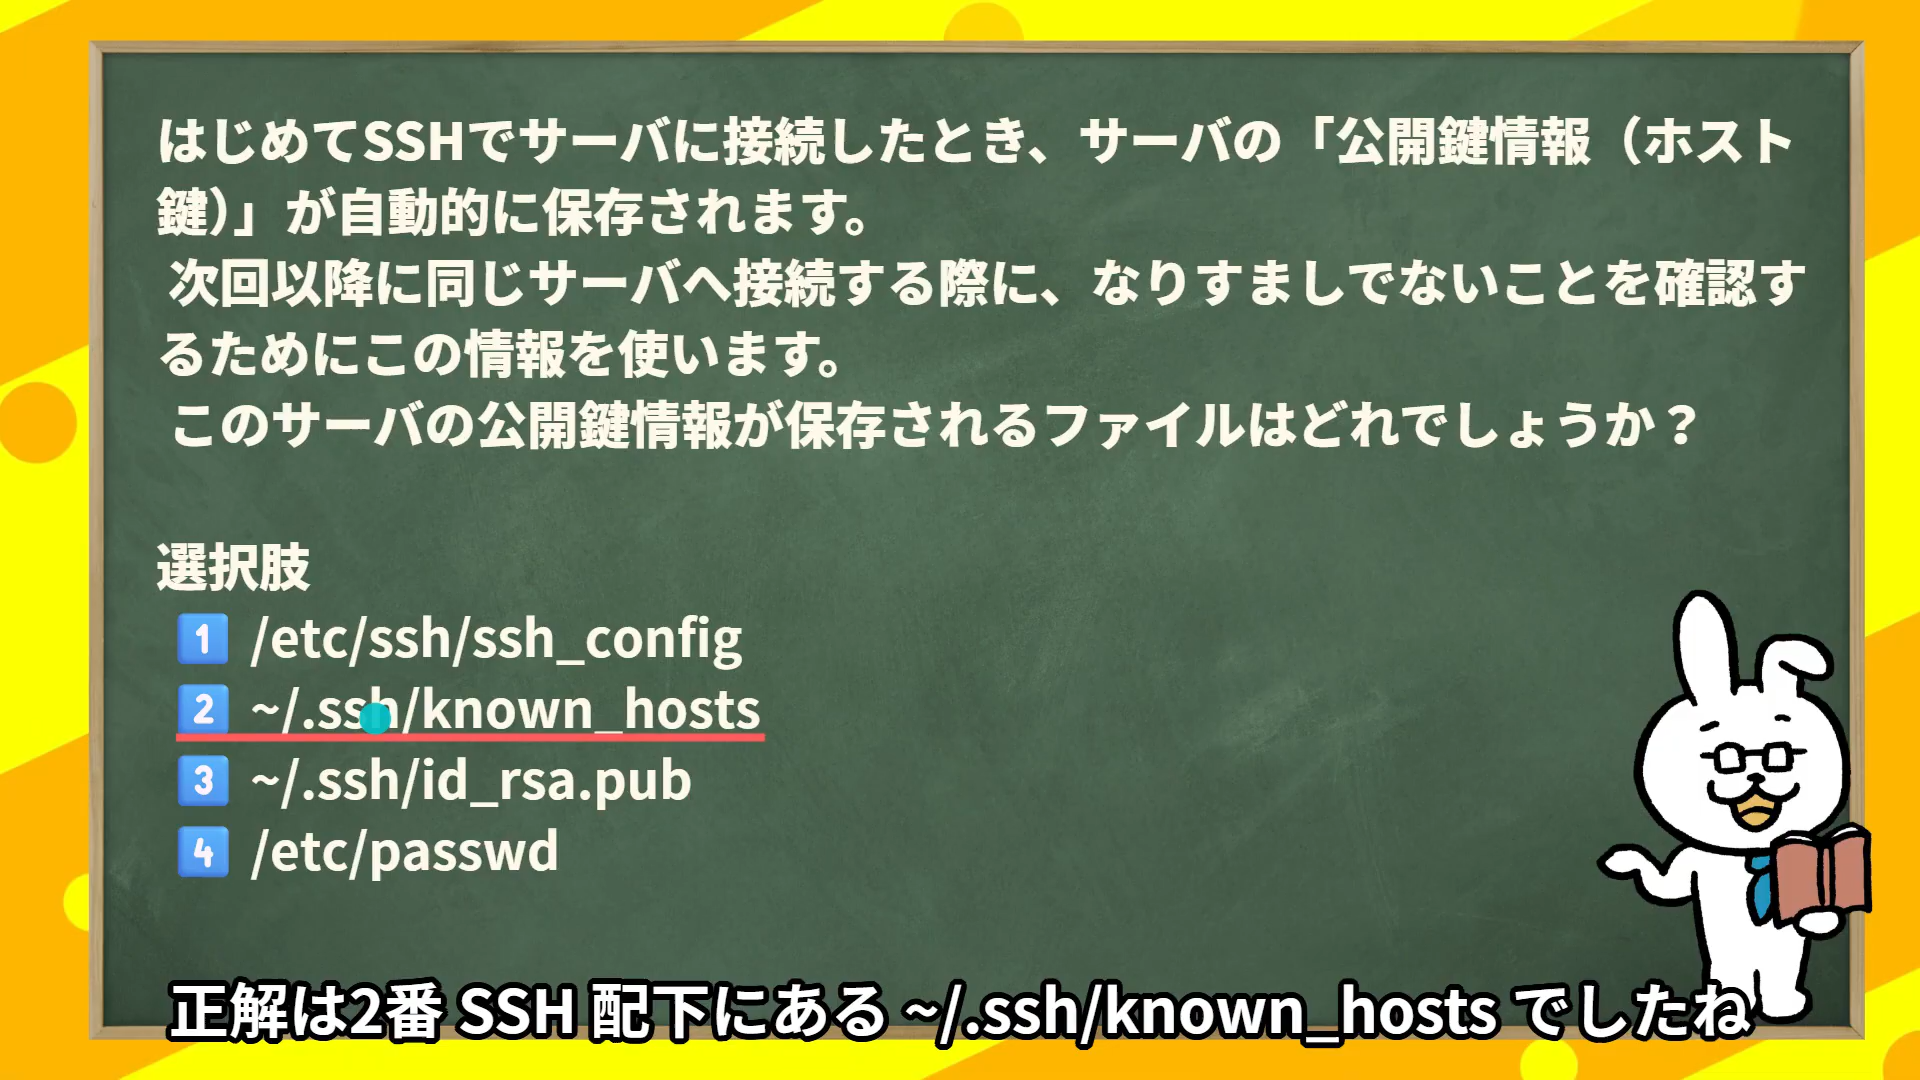 はじめてSSHでサーバに接続したとき、サーバの「公開鍵情報（ホスト
鍵）」が自動的に保存されます。
次回以降に同じサーバへ接続する際に、なりすましでないことを確認す
るためにこの情報を使います。
このサーバの公開鍵情報が保存されるファイルはどれでしょうか？
選択肢
1 /etc/ssh/ssh_config
2 ~/.ssh/known_hosts
3 ~/.ssh/id_rsa.pub
4 /etc/passwd
正解は2番 SSH 配下にある ~/.ssh/known_hosts でしたね